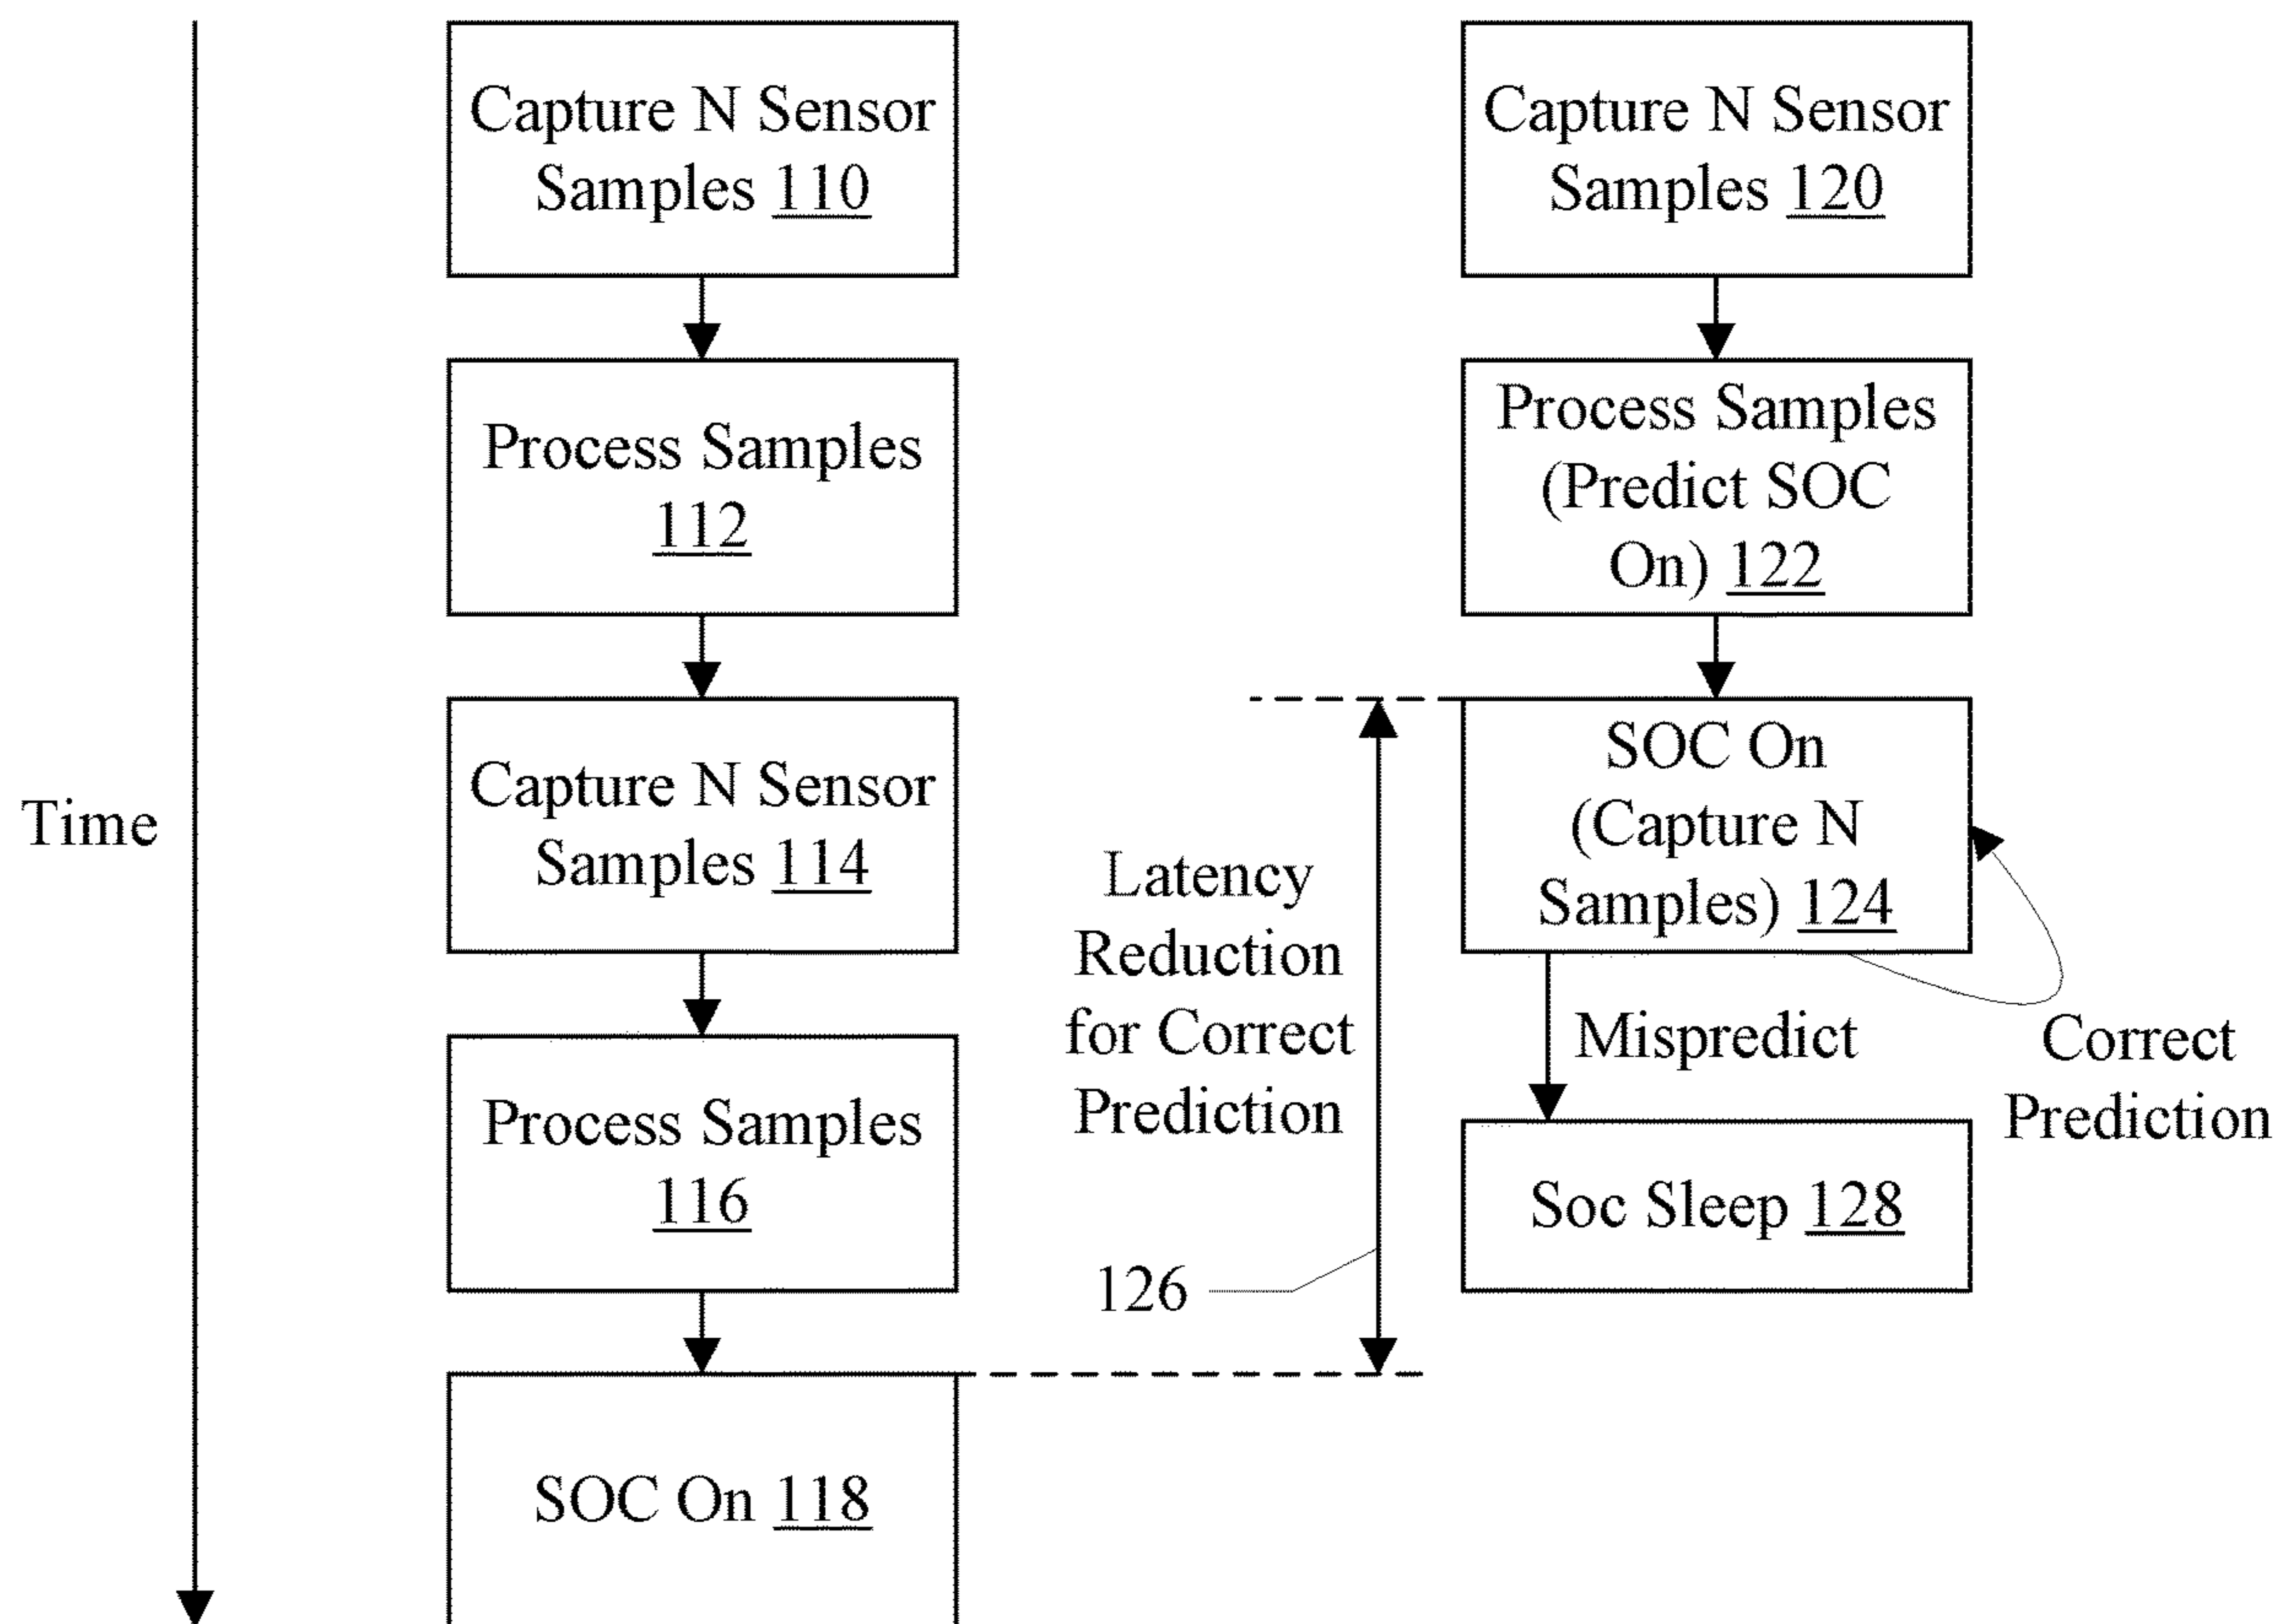 Time
Capture N Sensor
Samples 110
Process Samples
112
Capture N Sensor
Samples 114
Process Samples
116
SOC On 118
Latency
Reduction
for Correct
Prediction
126
Capture N Sensor
Samples 120
Process Samples
(Predict SOC
On) 122
SOC On
(Capture N
Samples) 124
Mispredict
Correct
Prediction
Soc Sleep 128